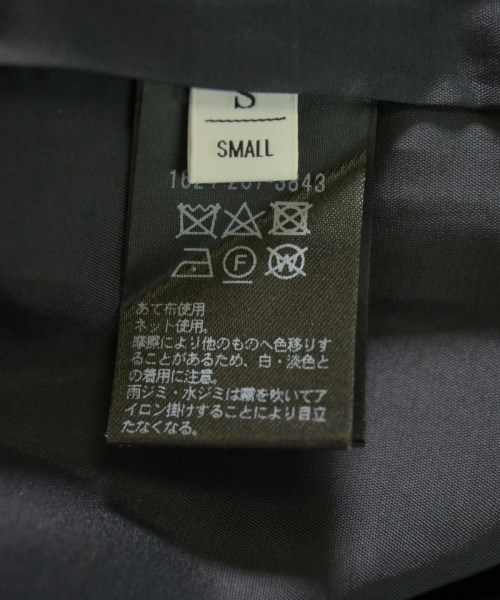 S
SMALL
F
W
あて布使用
ネット使用。
摩擦により他のものへ色移りす
ることがあるため、白・淡色と
の着用に注意。
雨ジミ・水ジミは霧を吹いてア
イロン掛けすることにより目立
たなくなる。